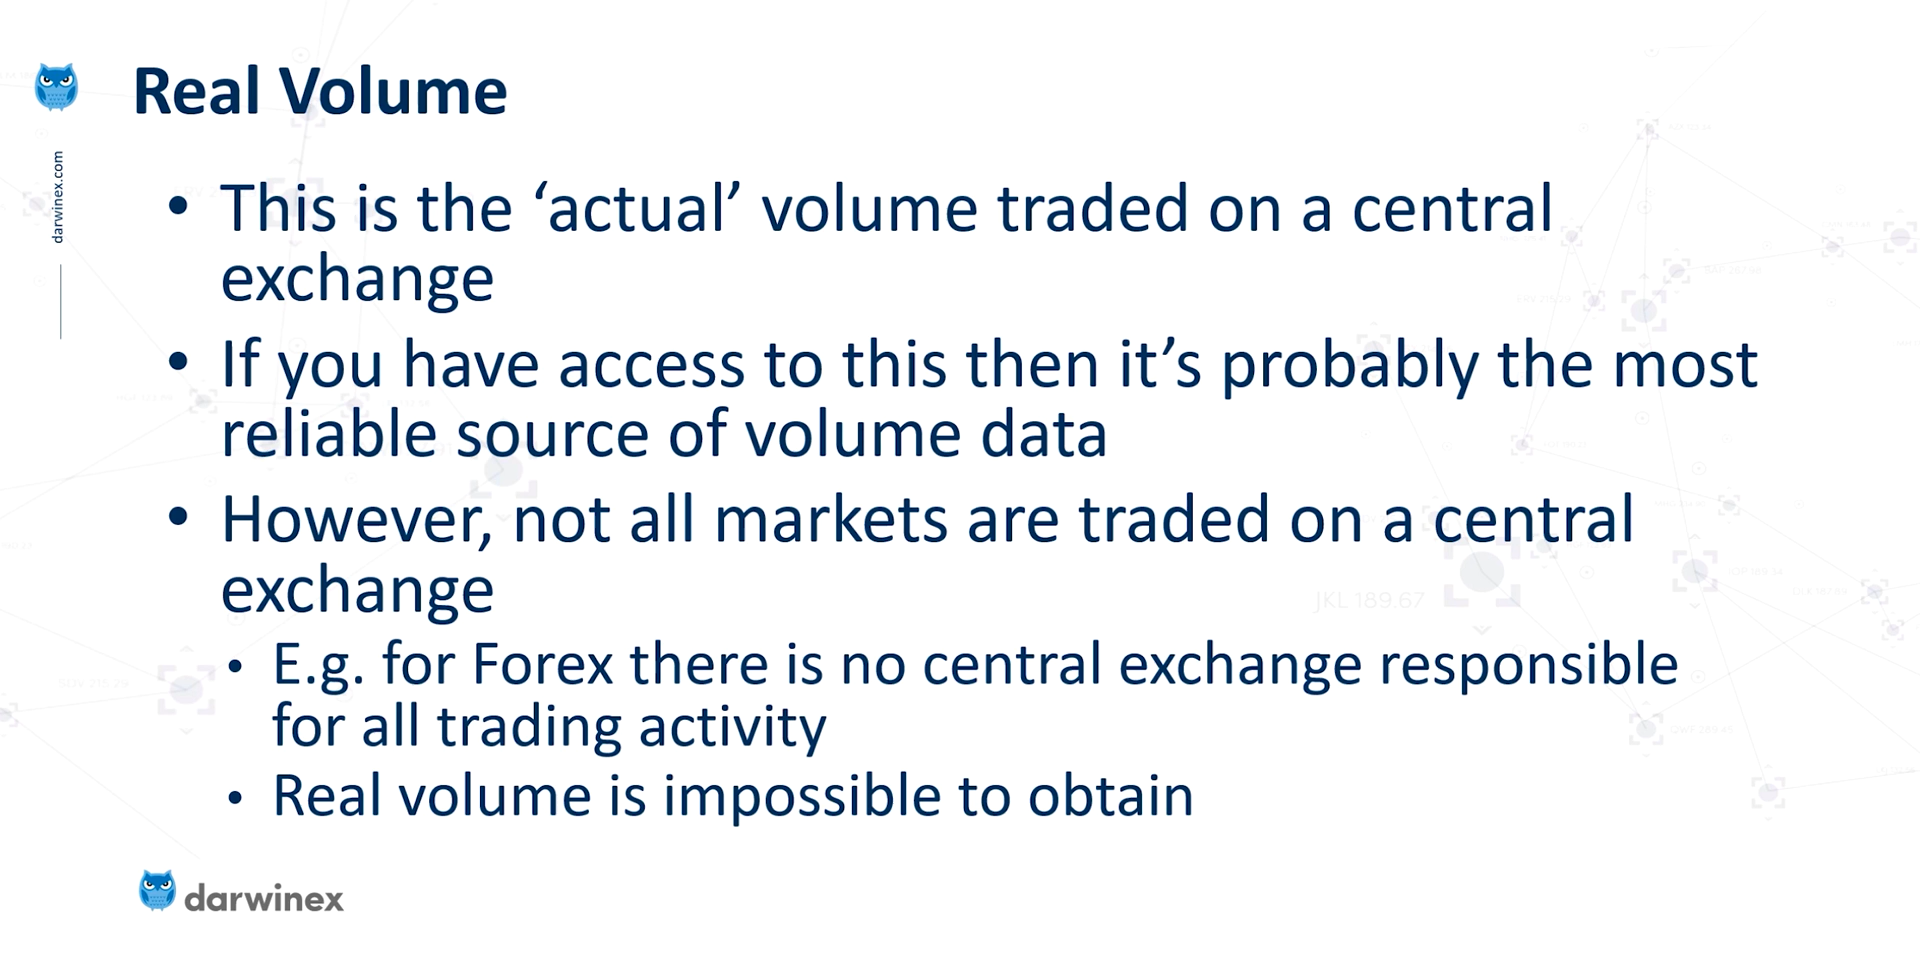 Real Volume
darwinex.com
• This is the ‘actual’ volume traded on a central
exchange
• If you have access to this then it’s probably the most
reliable source of volume data
• However, not all markets are traded on a central
exchange
• E.g. for Forex there is no central exchange responsible
for all trading activity
• Real volume is impossible to obtain
JKL 189.67
darwinex